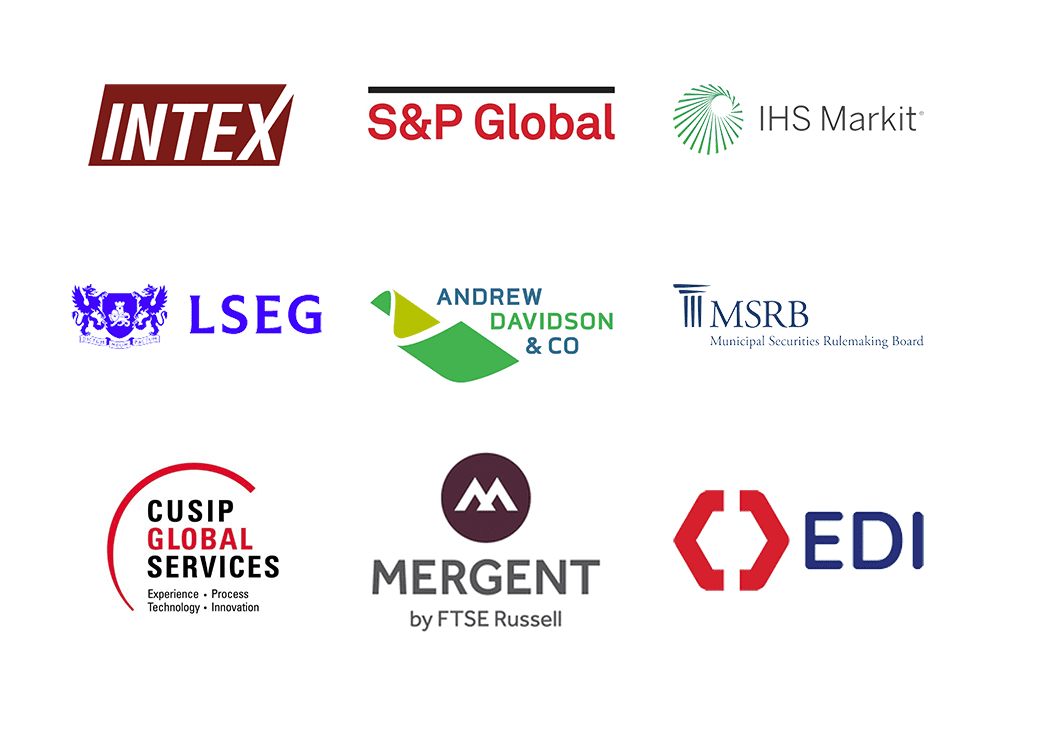 INTEX
S&P Global
IHS Markit®
LSEG
ANDREW
DAVIDSON
& CO
MSRB
Municipal Securities Rulemaking Board
CUSIP
GLOBAL
SERVICES
Experience • Process
Technology • Innovation
MERGENT
by FTSE Russell
EDI